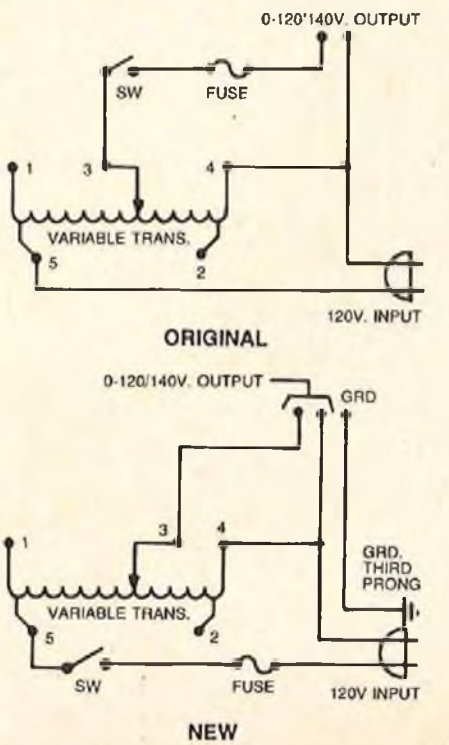 0-120'140V. OUTPUT
SW
FUSE
1
3
4
VARIABLE TRANS.
5
2
120V. INPUT
ORIGINAL
0-120/140V. OUTPUT
GRD
3
4
1
GRD.
THIRD
PRONG
VARIABLE TRANS.
5
2
SW
FUSE
120V INPUT
NEW